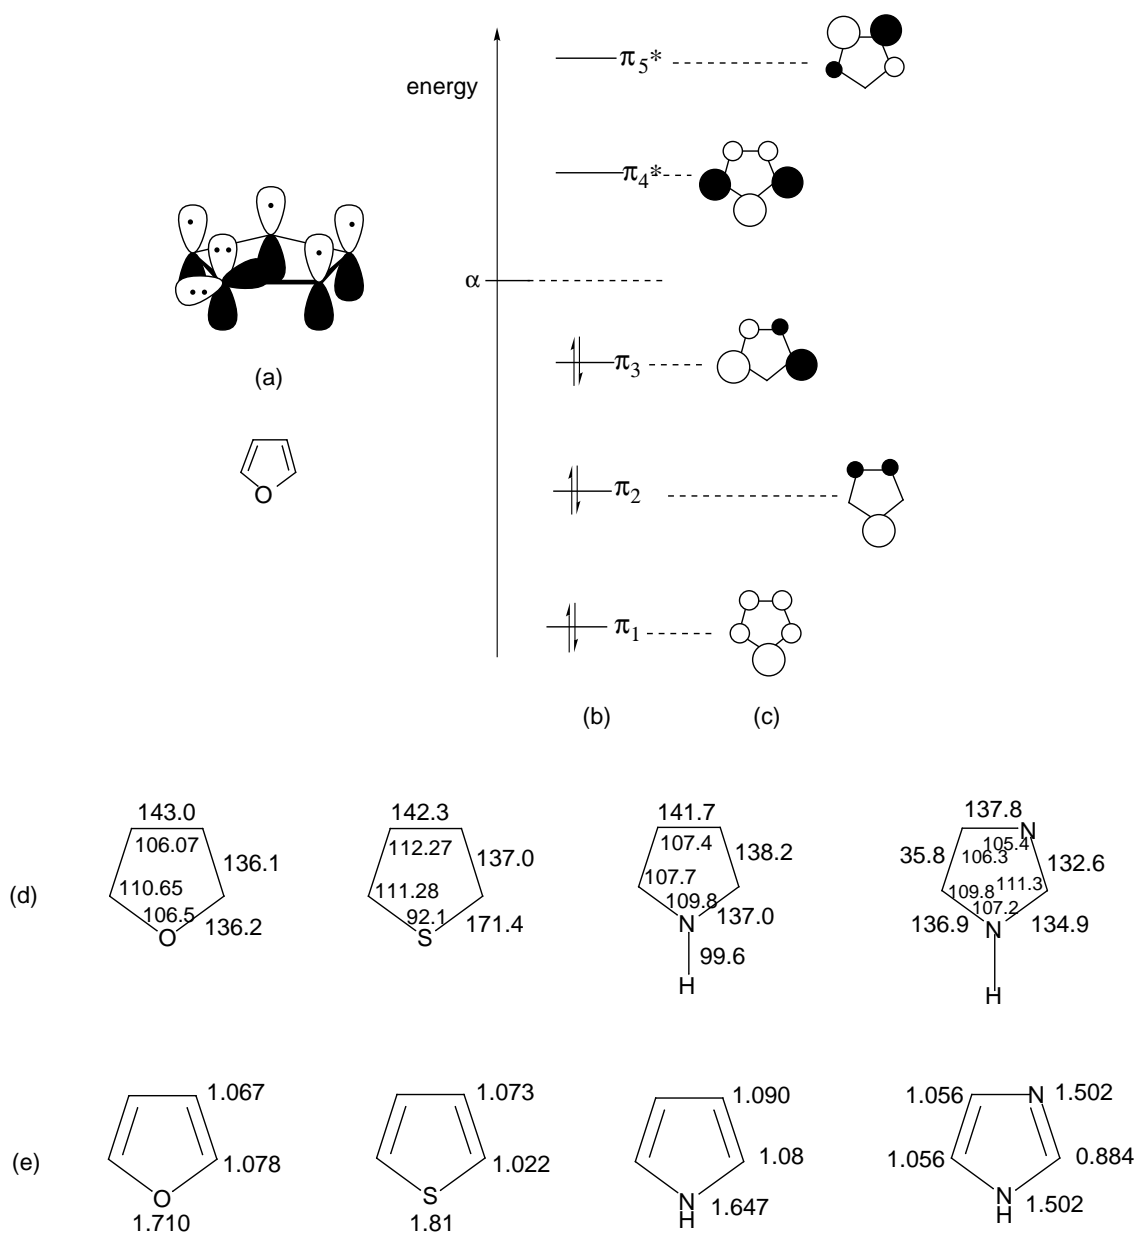 energy
π5*
π4*
α
π3
π2
π1
(a)
O
(b) (c)
(d)
143.0
106.07
136.1
110.65
106.5
136.2
O
142.3
112.27
137.0
111.28
92.1
171.4
S
141.7
107.4
138.2
107.7
109.8
137.0
N
99.6
H
137.8
N
105.4
35.8
106.3
132.6
109.8
111.3
107.2
136.9
N
134.9
H
(e)
1.067
1.078
O
1.710
1.073
1.022
S
1.81
1.090
1.08
N
H
1.647
1.056
N
1.502
1.056
0.884
N
H
1.502